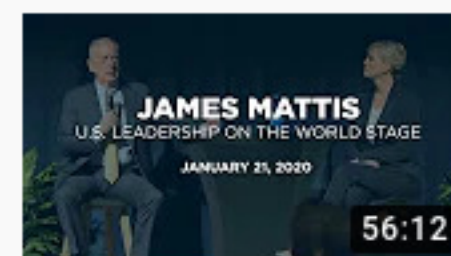 JAMES MATTIS
U.S. LEADERSHIP ON THE WORLD STAGE
JANUARY 21, 2020
56:12